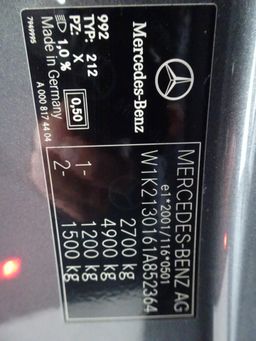 MERCEDES-BENZ AG
e1*2001/116*0501
W1K2130161A852364
2700 kg
4900 kg
1- 1200 kg
2- 1500 kg
Mercedes-Benz
992
TYP: 212
PZ: X
1,0 % 0,50
Made in Germany
A 000 817 44 04
7949995